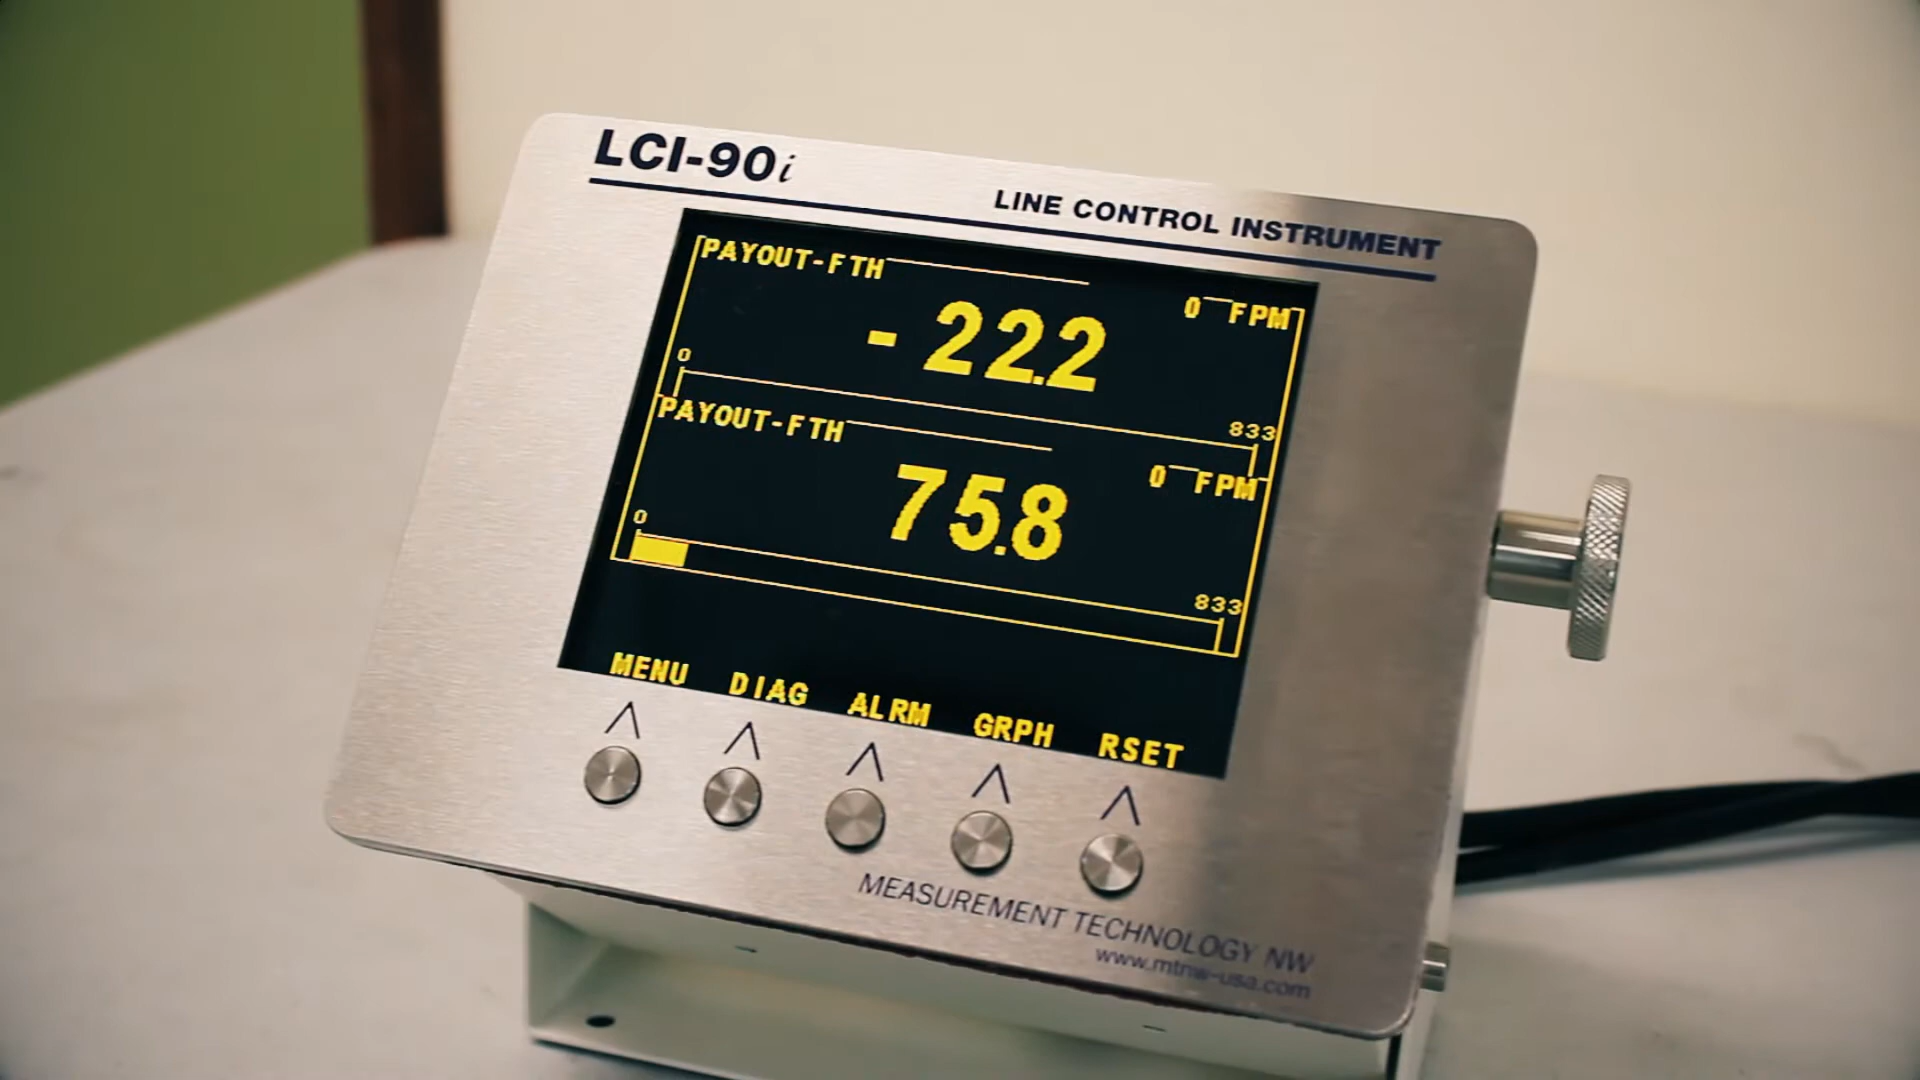 LCI-90i
LINE CONTROL INSTRUMENT
PAYOUT-FTH
0 FPM
- 22.2
0
833
PAYOUT-FTH
0 FPM
75.8
0
833
MENU DIAG ALRM GRPH RSET
MEASUREMENT TECHNOLOGY NW
www.mtnw-usa.com